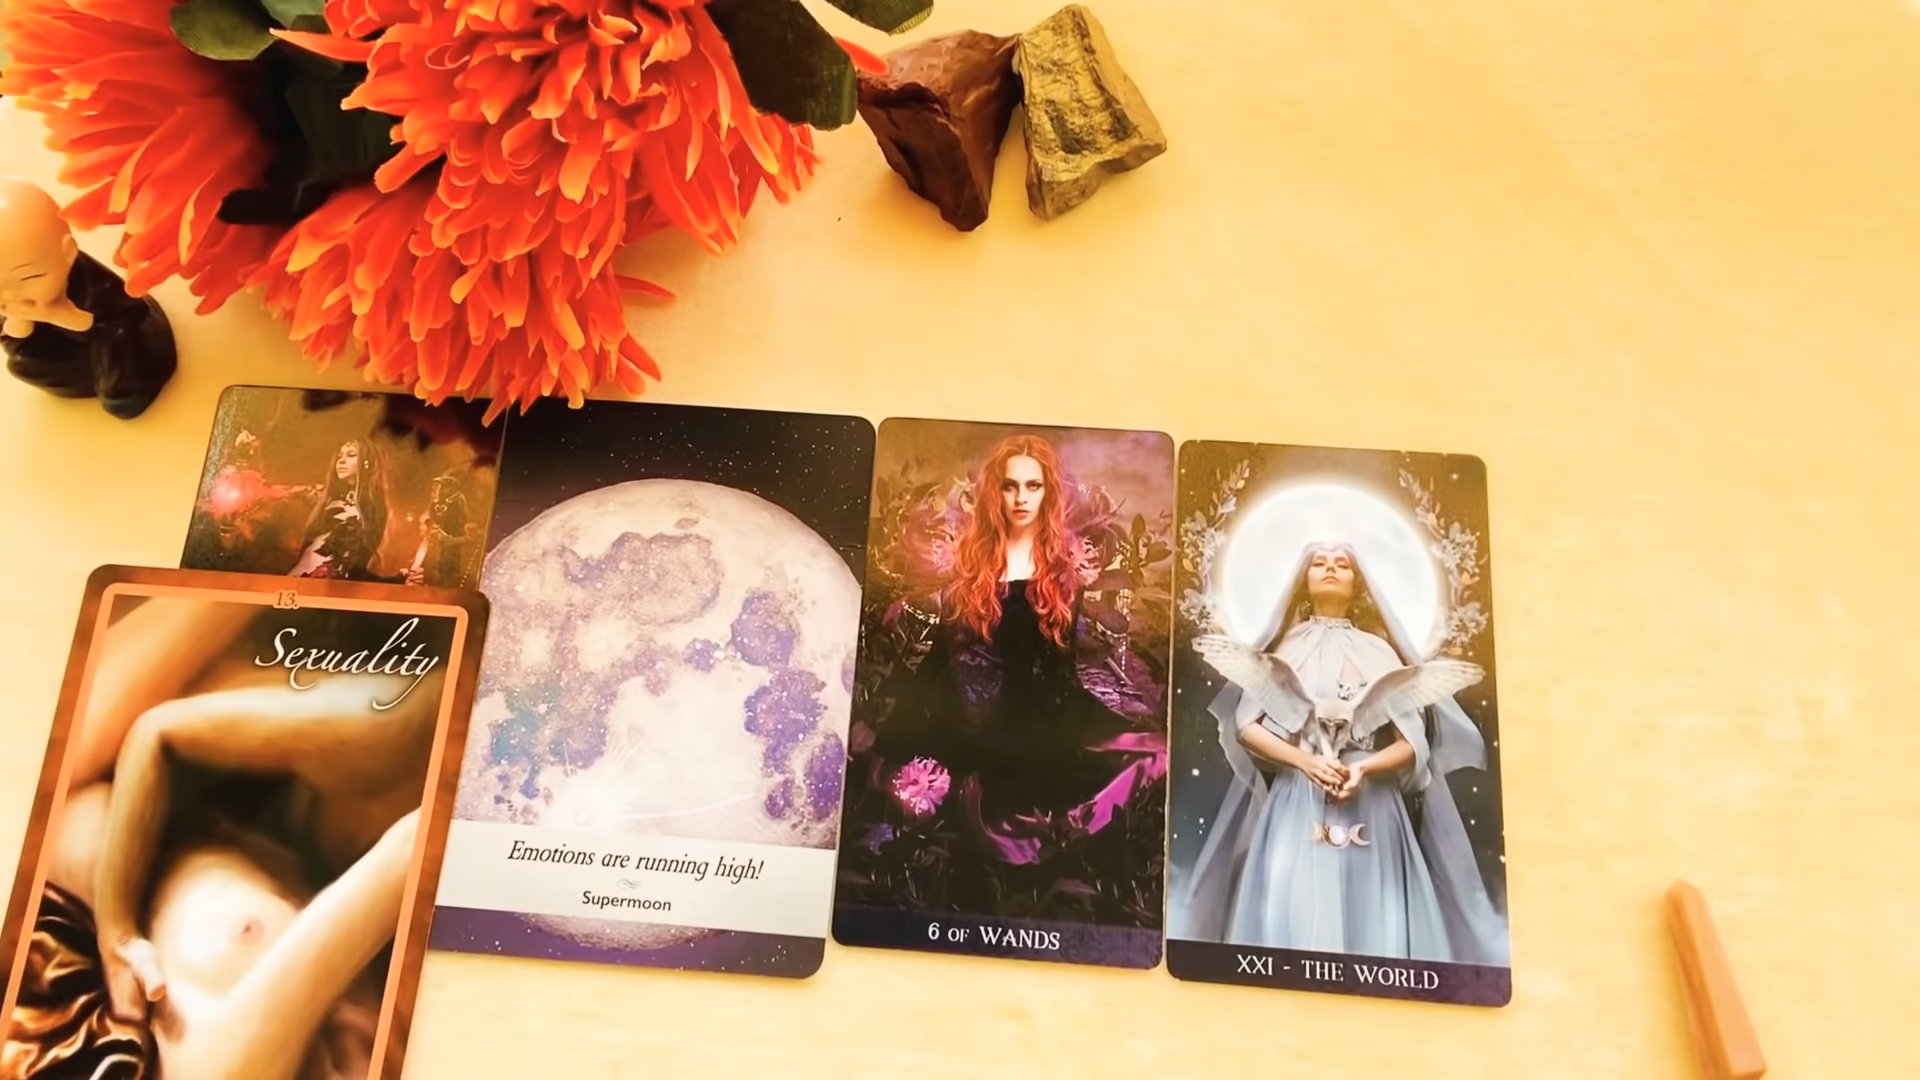 13.
Sexuality
Emotions are running high!
Supermoon
6 OF WANDS
XXI - THE WORLD